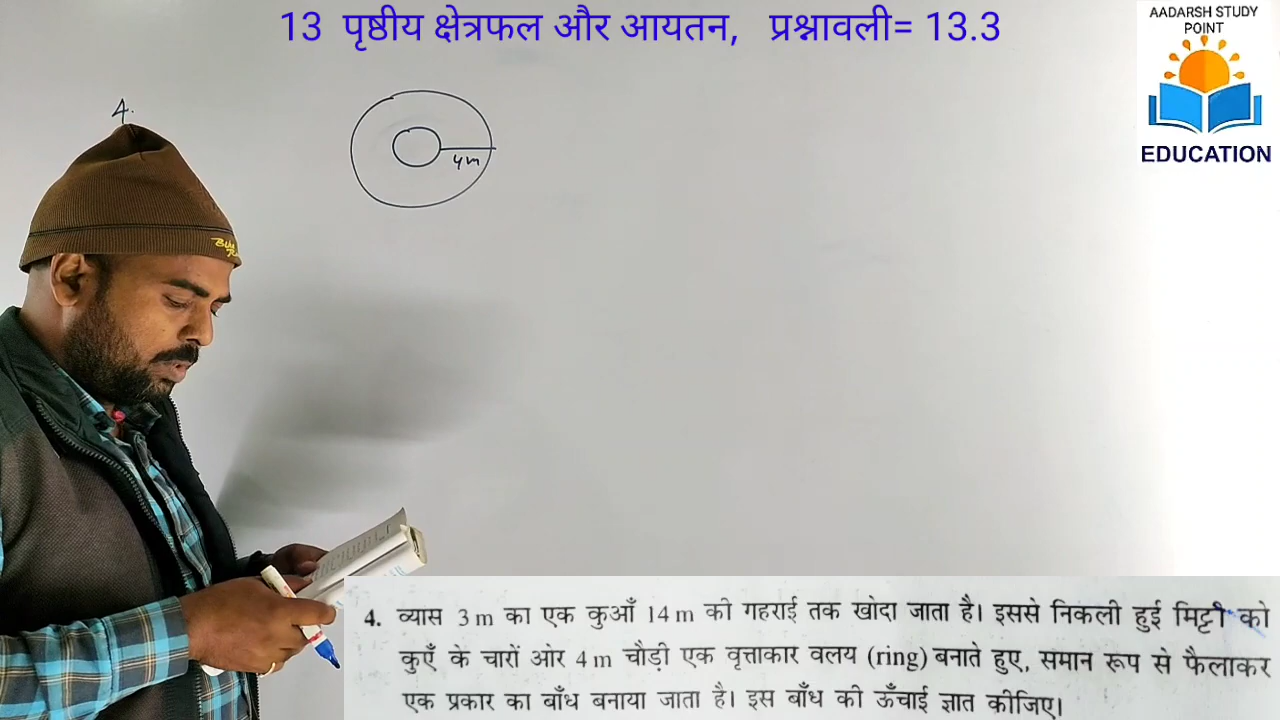 13 पृष्ठीय क्षेत्रफल और आयतन, प्रश्नावली= 13.3
AADARSH STUDY
POINT
EDUCATION
4.
4m
4. व्यास 3 m का एक कुआँ 14 m की गहराई तक खोदा जाता है। इससे निकली हुई मिट्टी को
कुएँ के चारों ओर 4 m चौड़ी एक वृत्ताकार वलय (ring) बनाते हुए, समान रूप से फैलाकर
एक प्रकार का बाँध बनाया जाता है। इस बाँध की ऊँचाई ज्ञात कीजिए।